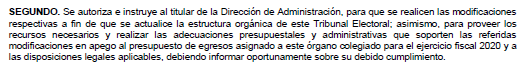 SEGUNDO. Se autoriza e instruye al titular de la Dirección de Administración, para que se realicen las modificaciones
respectivas a fin de que se actualice la estructura orgánica de este Tribunal Electoral; asimismo, para proveer los
recursos necesarios y realizar las adecuaciones presupuestales y administrativas que soporten las referidas
modificaciones en apego al presupuesto de egresos asignado a este órgano colegiado para el ejercicio fiscal 2020 y a
las disposiciones legales aplicables, debiendo informar oportunamente sobre su debido cumplimiento.